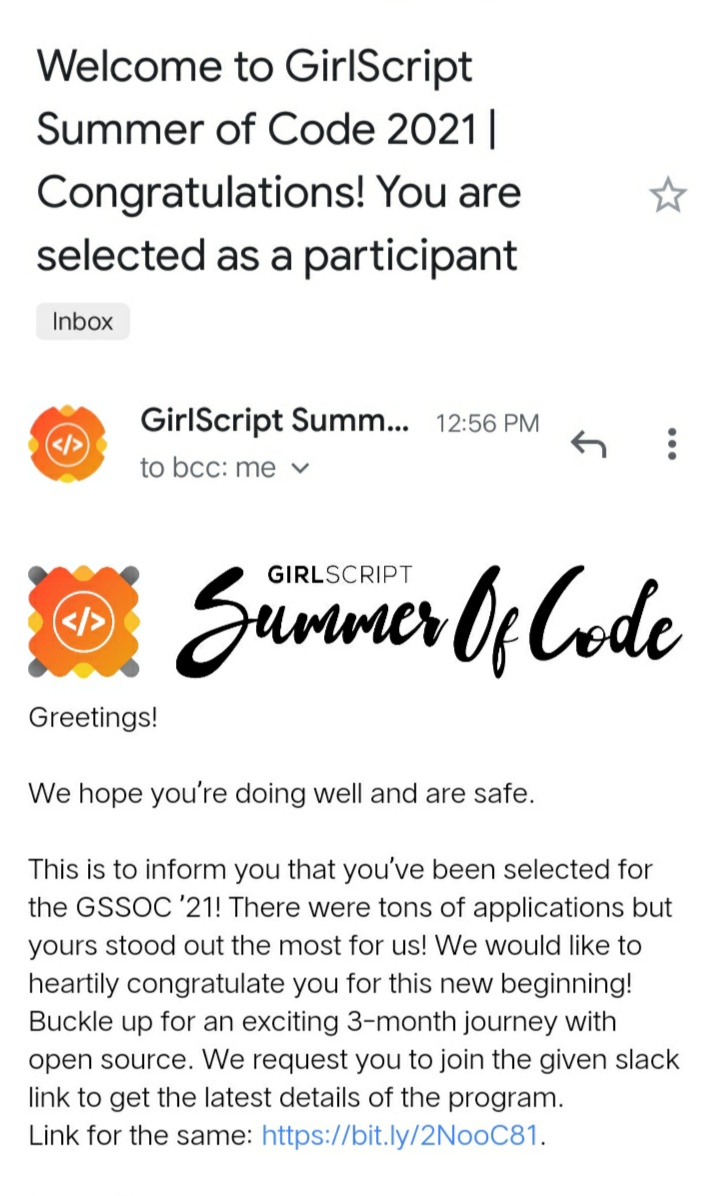 Welcome to GirlScript
Summer of Code 2021 |
Congratulations! You are
selected as a participant
Inbox
GirlScript Summ... 12:56 PM
to bcc: me
</>
</>
GIRLSCRIPT
Summer Of Code
Greetings!
We hope you're doing well and are safe.
This is to inform you that you've been selected for
the GSSOC '21! There were tons of applications but
yours stood out the most for us! We would like to
heartily congratulate you for this new beginning!
Buckle up for an exciting 3-month journey with
open source. We request you to join the given slack
link to get the latest details of the program.
Link for the same: https://bit.ly/2NooC81.